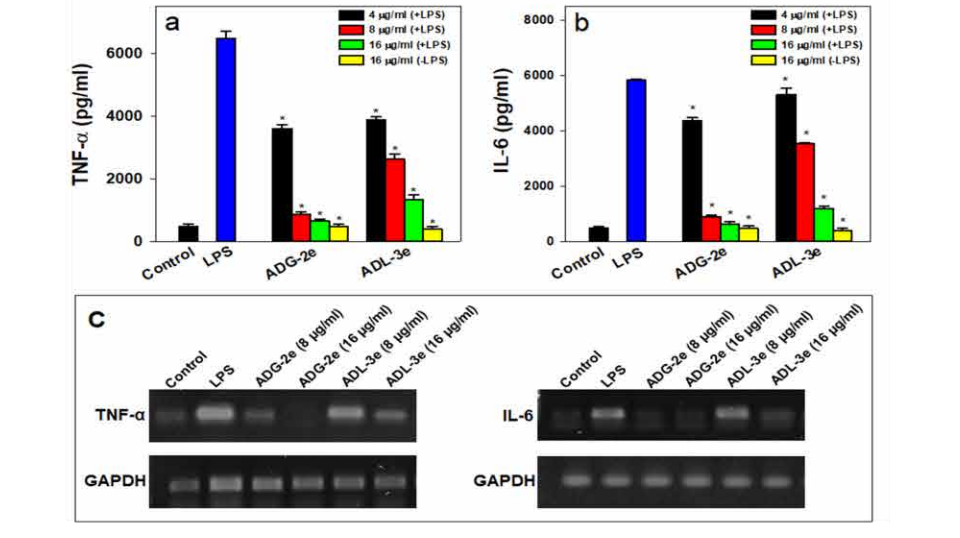 a
4 µg/ml (+LPS)
8 µg/ml (+LPS)
16 µg/ml (+LPS)
16 µg/ml (-LPS)
TNF-α (pg/ml)
6000
4000
2000
0
* * * * * * * *
Control LPS ADG-2e ADL-3e
b
4 µg/ml (+LPS)
8 µg/ml (+LPS)
16 µg/ml (+LPS)
16 µg/ml (-LPS)
IL-6 (pg/ml)
8000
6000
4000
2000
0
* * * * * * * *
Control LPS ADG-2e ADL-3e
c
Control LPS ADG-2e (8 µg/ml) ADG-2e (16 µg/ml) ADL-3e (8 µg/ml) ADL-3e (16 µg/ml)
TNF-α
GAPDH
Control LPS ADG-2e (8 µg/ml) ADG-2e (16 µg/ml) ADL-3e (8 µg/ml) ADL-3e (16 µg/ml)
IL-6
GAPDH